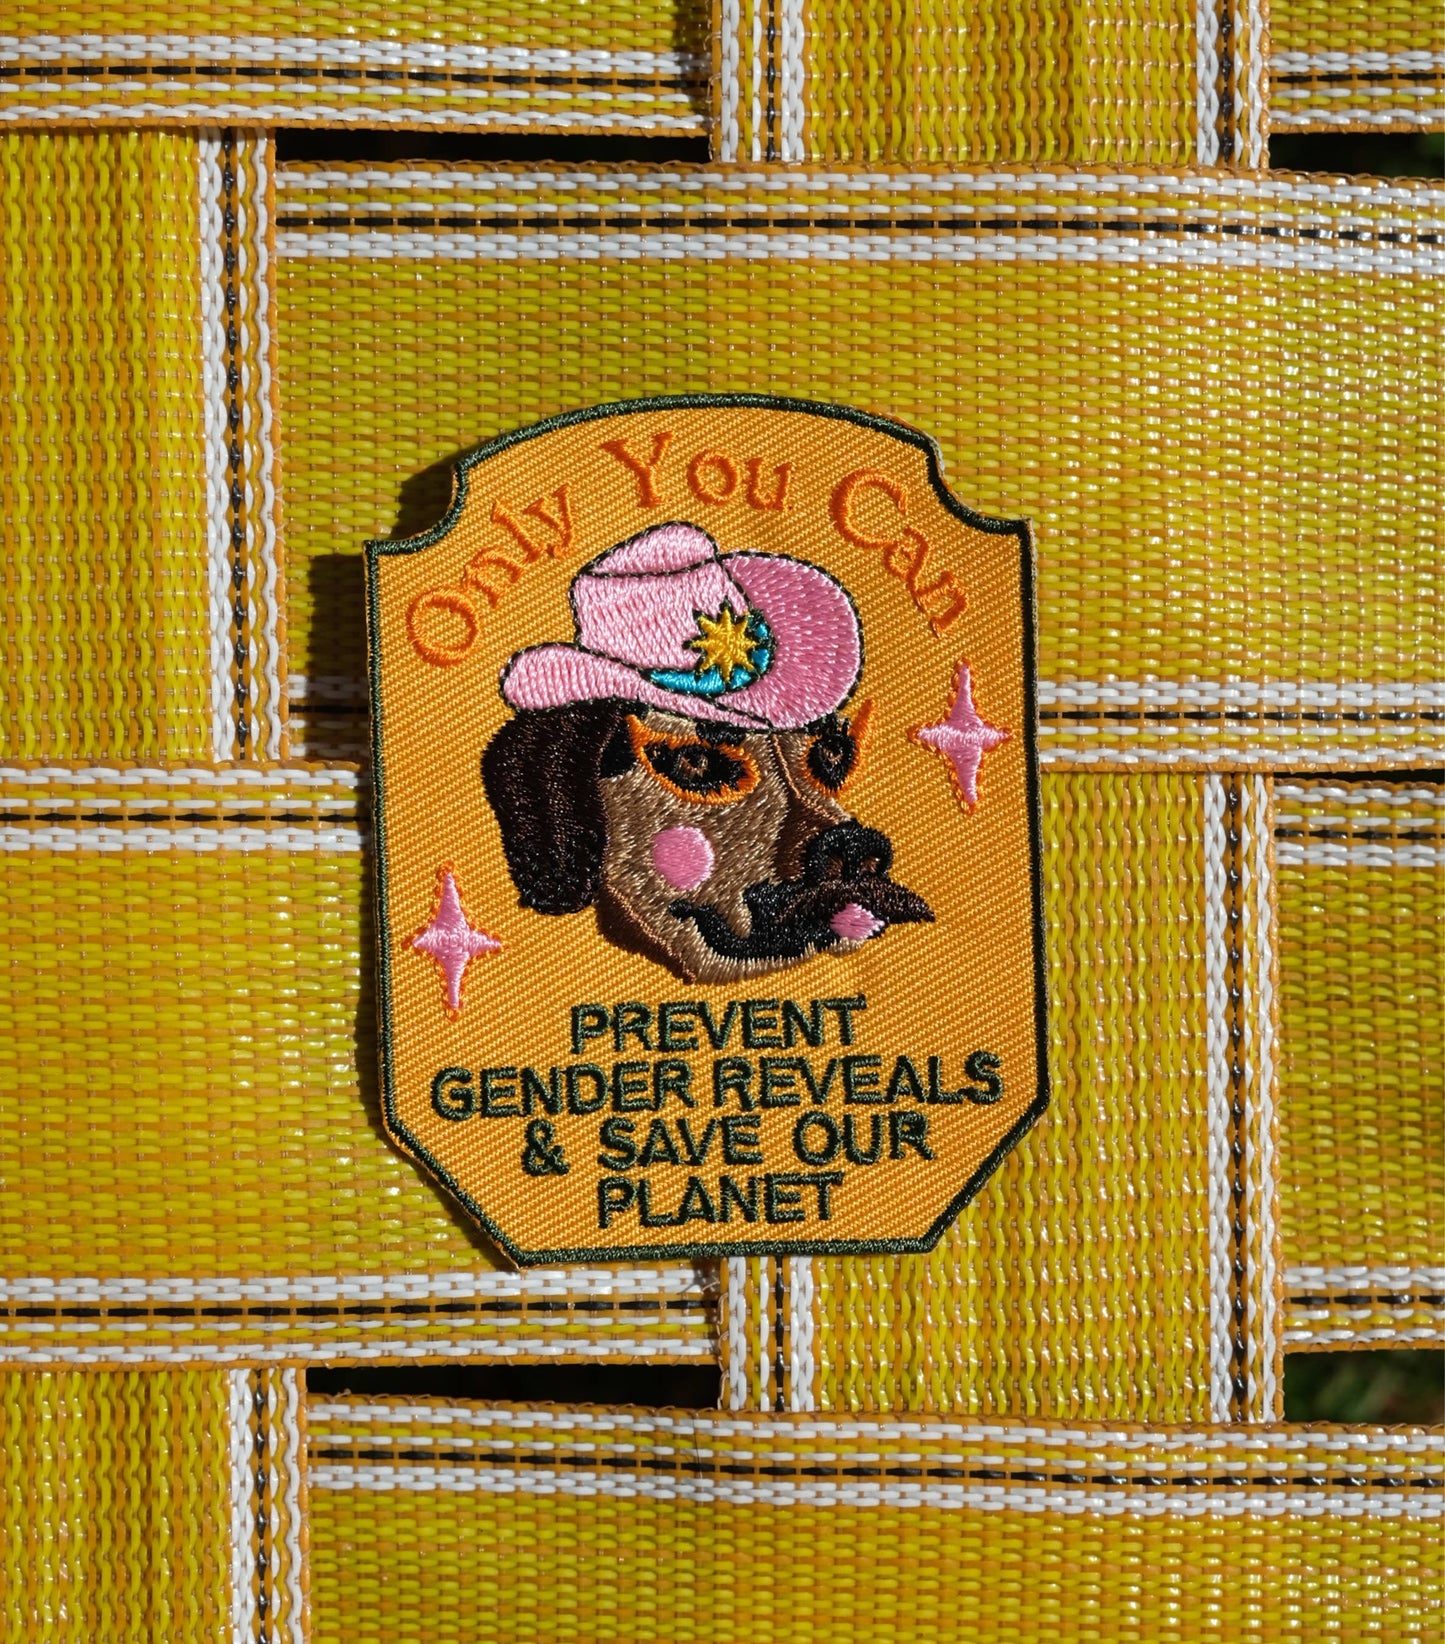 Only You Can
PREVENT
GENDER REVEALS
& SAVE OUR
PLANET